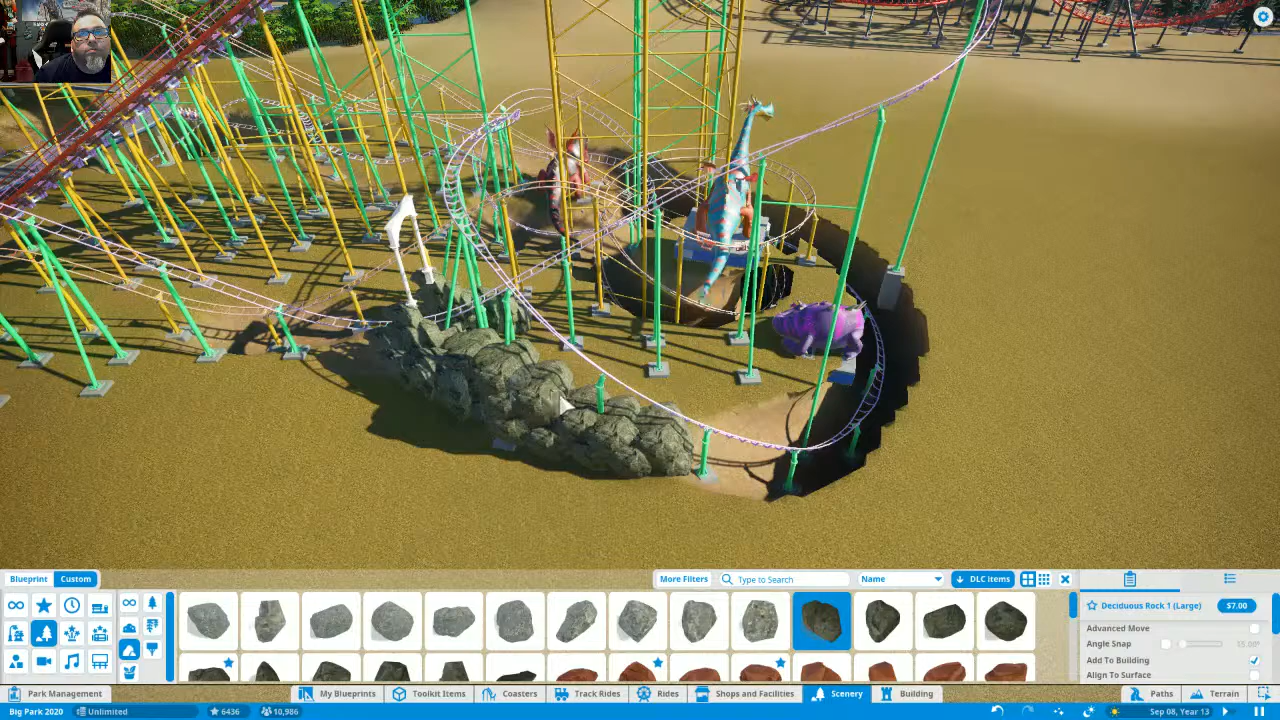 Blueprint Custom
More Filters Type to Search Name DLC Items
Deciduous Rock 1 (Large) $7.00
Advanced Move
Angle Snap 15.00°
Add To Building
Align To Surface
Park Management My Blueprints Toolkit Items Coasters Track Rides Rides Shops and Facilities Scenery Building Paths Terrain
Big Park 2020 Unlimited 6436 10,986 Sep 08, Year 13